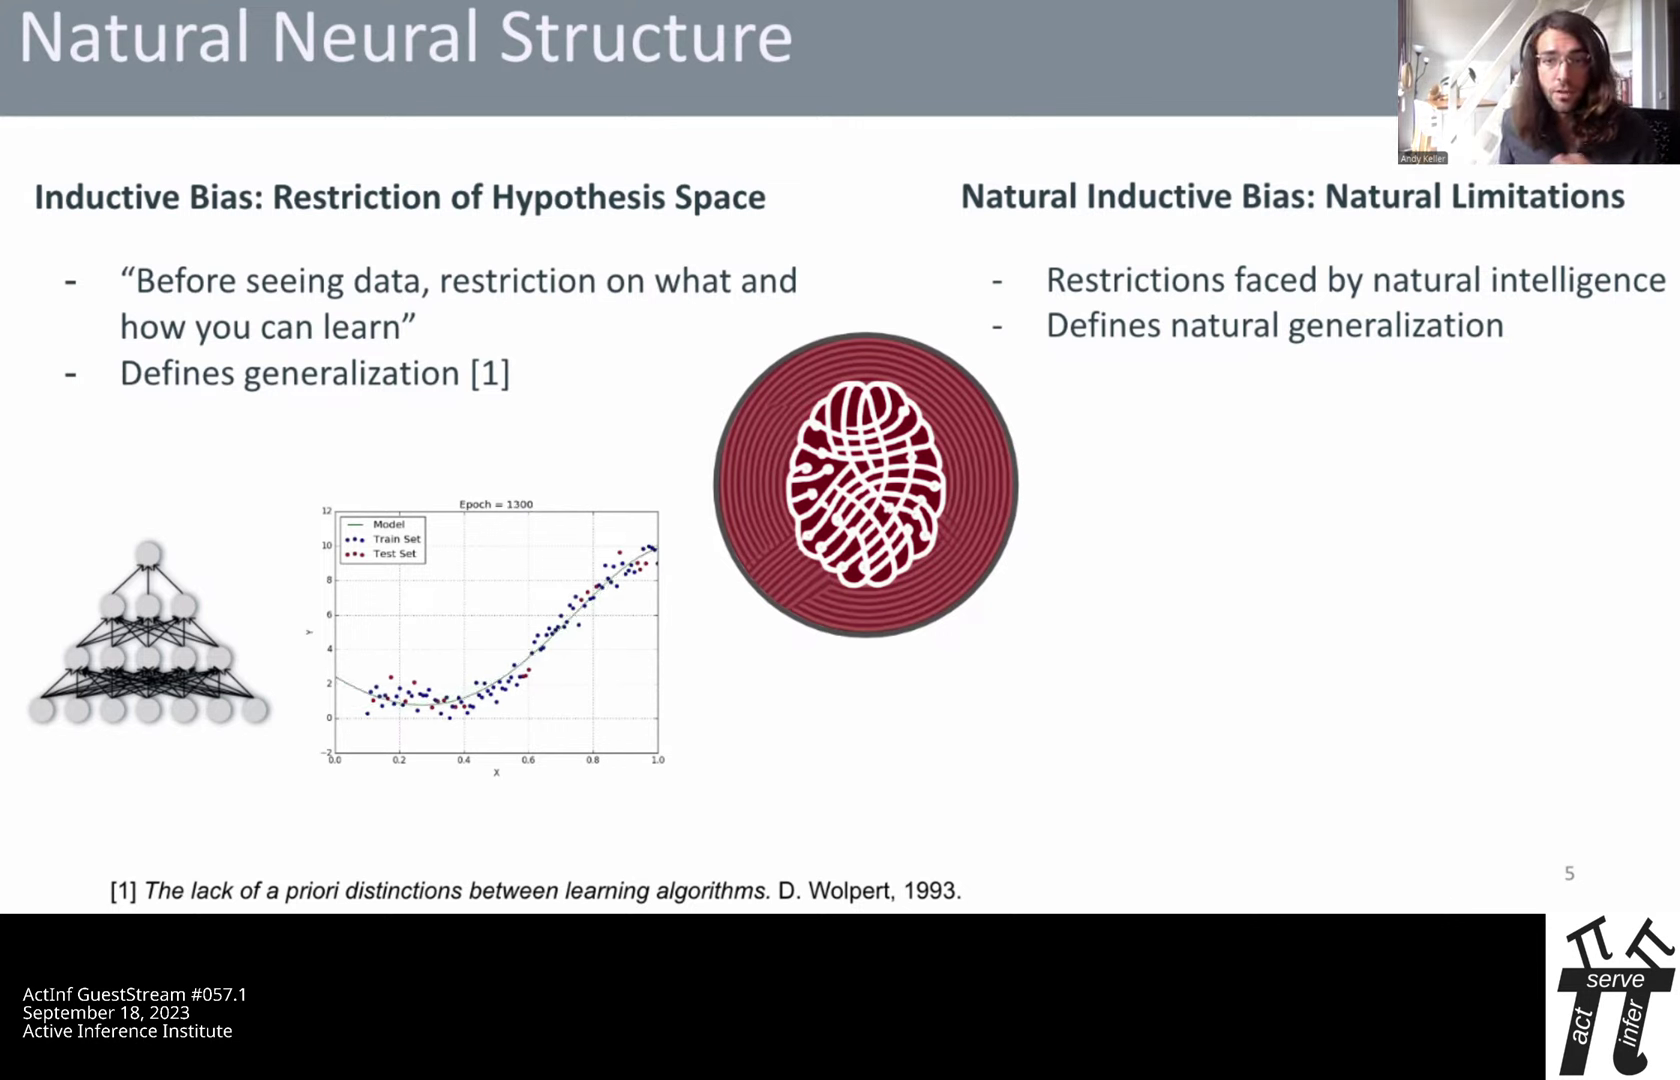 Natural Neural Structure
Andy Keller
Inductive Bias: Restriction of Hypothesis Space
- “Before seeing data, restriction on what and
how you can learn”
- Defines generalization [1]
Natural Inductive Bias: Natural Limitations
- Restrictions faced by natural intelligence
- Defines natural generalization
Epoch = 1300
Model
Train Set
Test Set
12
10
8
6
4
2
0
−2
Y
0.0 0.2 0.4 0.6 0.8 1.0
X
5
[1] The lack of a priori distinctions between learning algorithms. D. Wolpert, 1993.
ActInf GuestStream #057.1
September 18, 2023
Active Inference Institute
π π
serve
act
infer